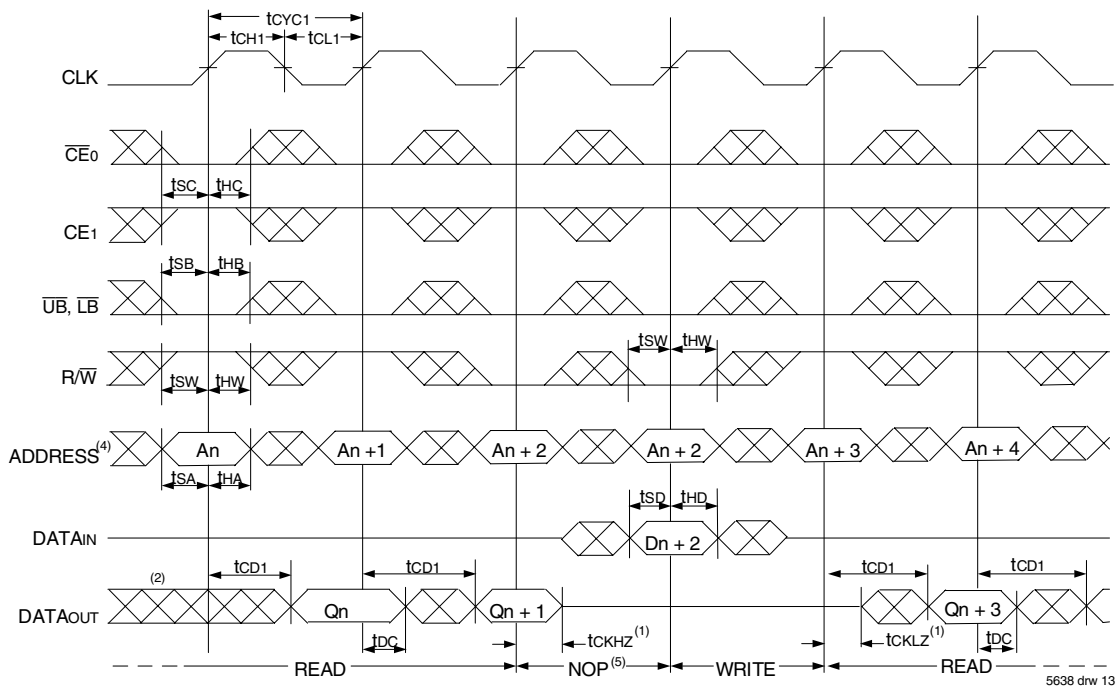 tCYC1
tCH1 tCL1
CLK
CE0
tSC tHC
CE1
tSB tHB
UB, LB
tSW tHW
R/W
tSW tHW
ADDRESS(4) An An +1 An + 2 An + 2 An + 3 An + 4
tSA tHA
tSD tHD
DATAIN Dn + 2
tCD1 tCD1 tCD1 tCD1
(2)
DATAOUT Qn Qn + 1 Qn + 3
tDC tCKHZ(1) tCKLZ(1) tDC
READ NOP(5) WRITE READ
5638 drw 13